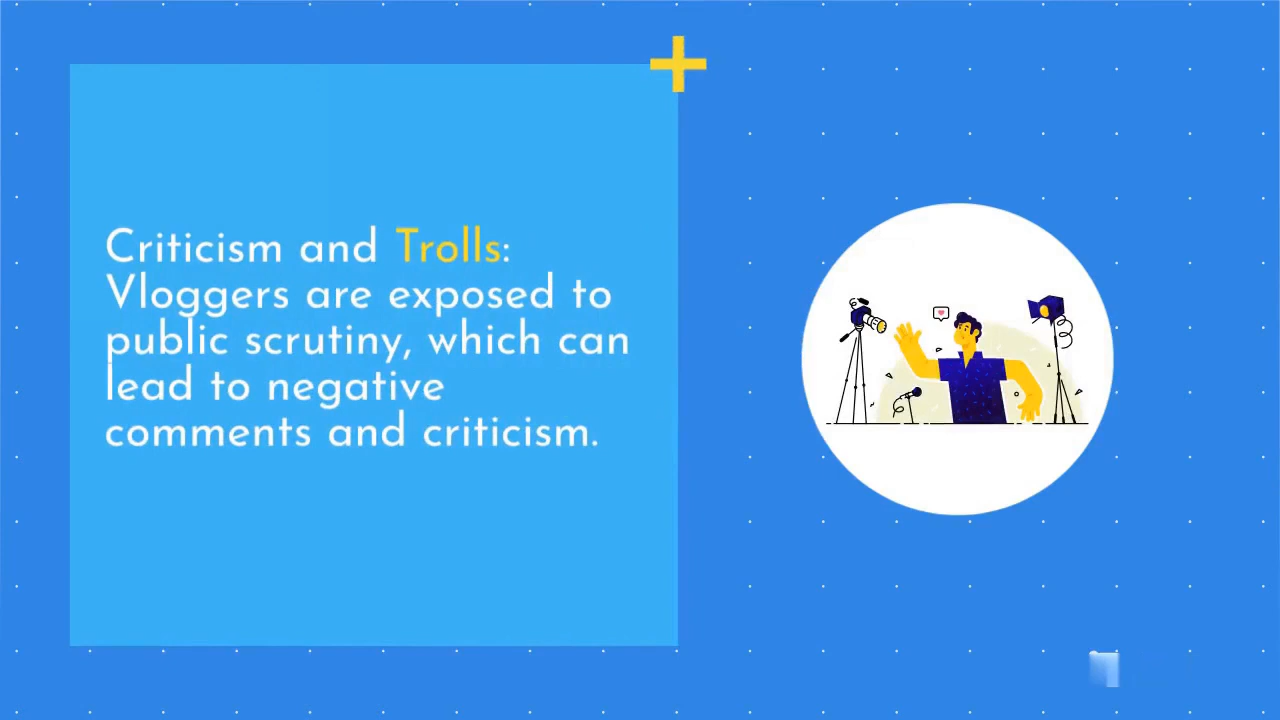 Criticism and Trolls:
Vloggers are exposed to
public scrutiny, which can
lead to negative
comments and criticism.